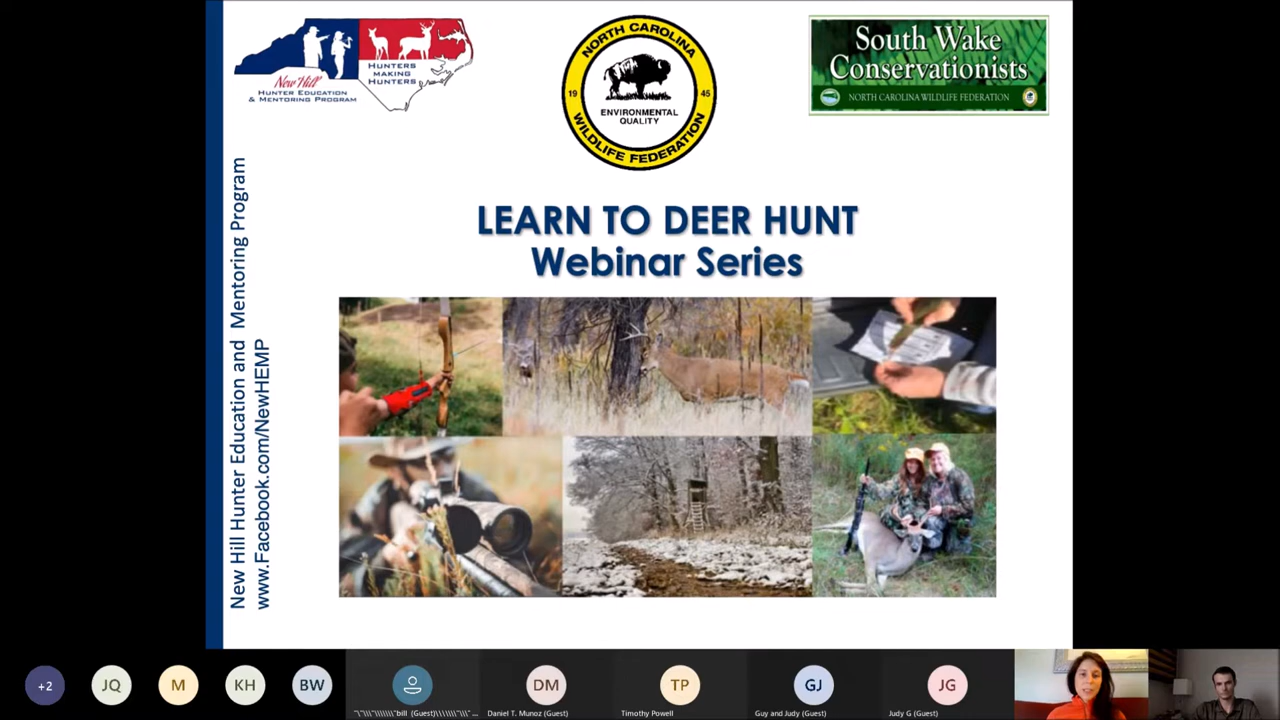 New Hill
HUNTER EDUCATION
& MENTORING PROGRAM
HUNTERS
MAKING
HUNTERS
NORTH CAROLINA
19 45
ENVIRONMENTAL
QUALITY
WILDLIFE FEDERATION
South Wake
Conservationists
NORTH CAROLINA WILDLIFE FEDERATION
New Hill Hunter Education and Mentoring Program
www.Facebook.com/NewHEMP
LEARN TO DEER HUNT
Webinar Series
+2
JQ
M
KH
BW
DM
TP
GJ
JG
"\"\\"\\\\\\\"bill (Guest)\\\\\\\"\\\" ...
Daniel T. Munoz (Guest)
Timothy Powell
Guy and Judy (Guest)
Judy G (Guest)